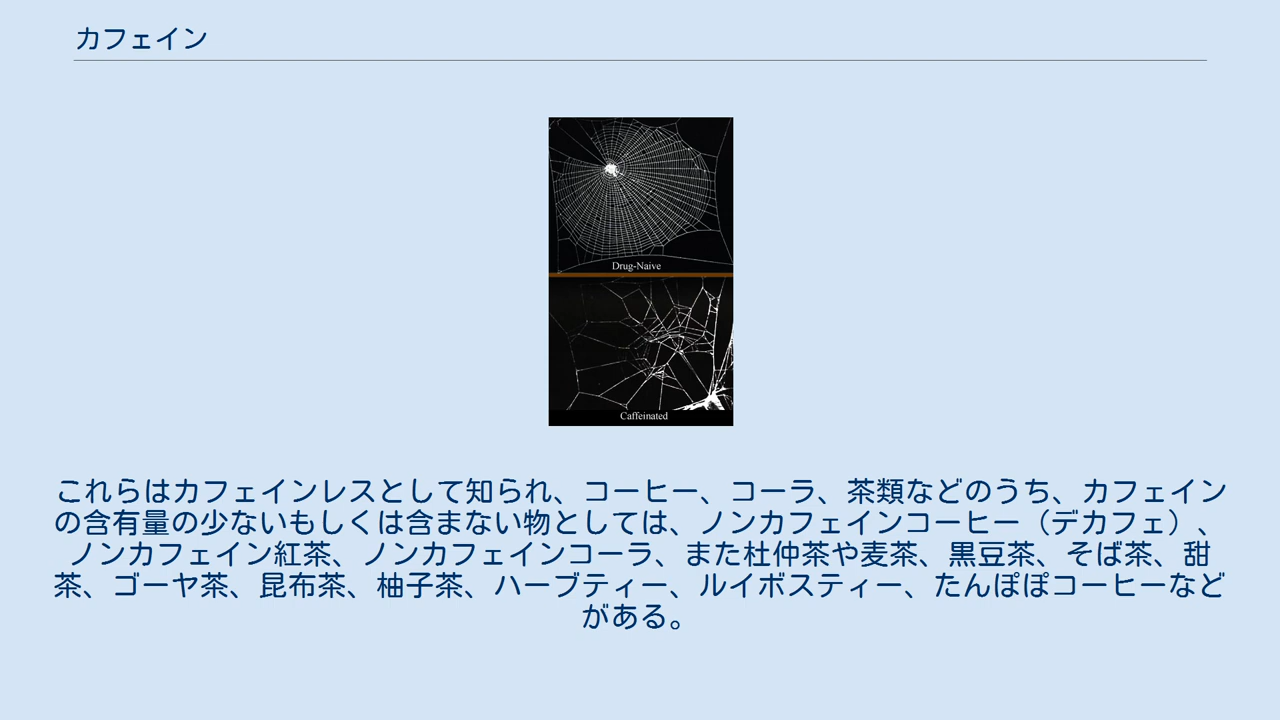 カフェイン
Drug-Naive
Caffeinated
これらはカフェインレスとして知られ、コーヒー、コーラ、茶類などのうち、カフェイン
の含有量の少ないもしくは含まない物としては、ノンカフェインコーヒー（デカフェ）、
ノンカフェイン紅茶、ノンカフェインコーラ、また杜仲茶や麦茶、黒豆茶、そば茶、甜
茶、ゴーヤ茶、昆布茶、柚子茶、ハーブティー、ルイボスティー、たんぽぽコーヒーなど
がある。